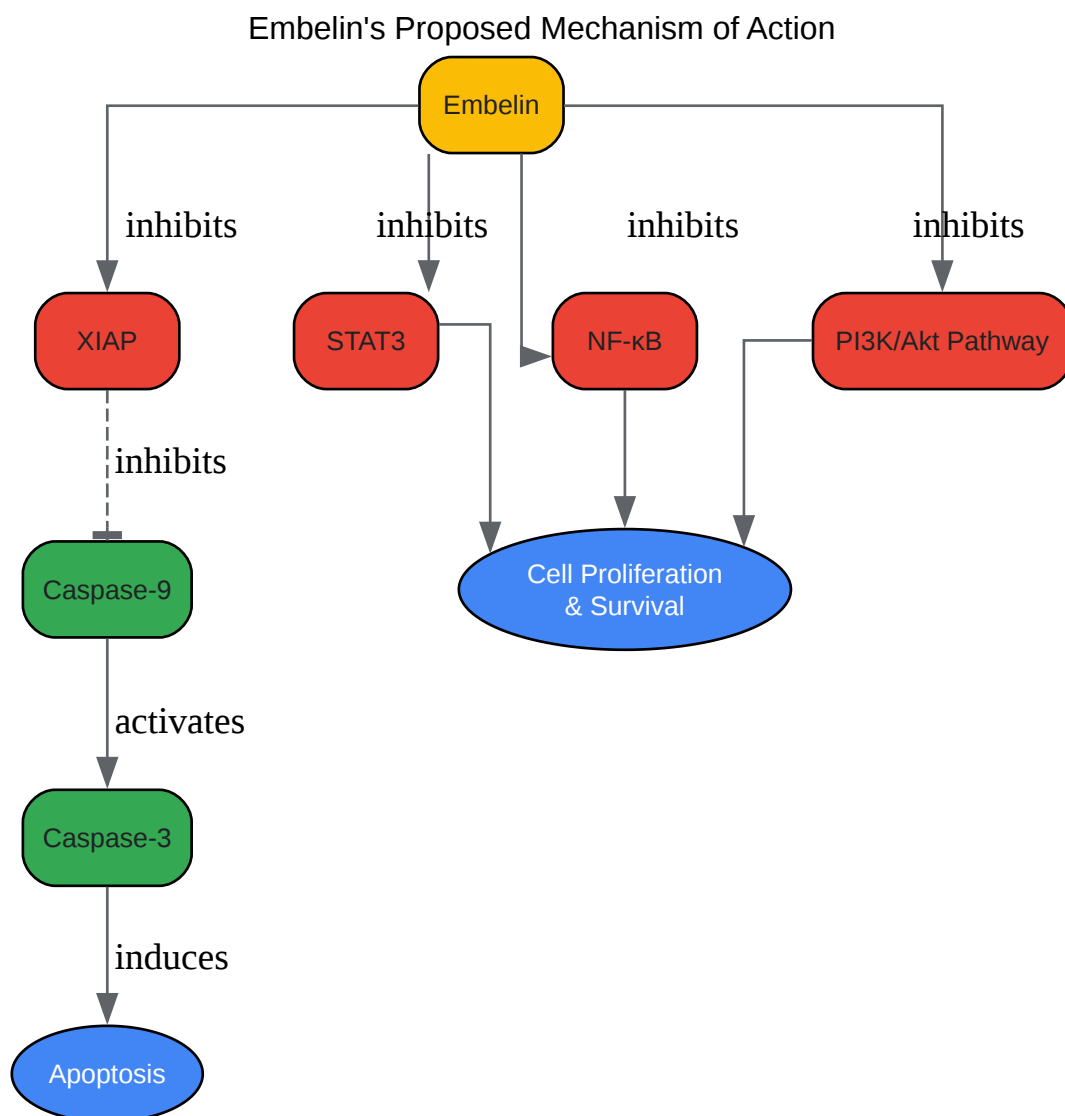 Embelin's Proposed Mechanism of Action
Embelin
inhibits
inhibits
inhibits
inhibits
XIAP
STAT3
NF-κB
PI3K/Akt Pathway
inhibits
Caspase-9
Cell Proliferation
& Survival
activates
Caspase-3
induces
Apoptosis